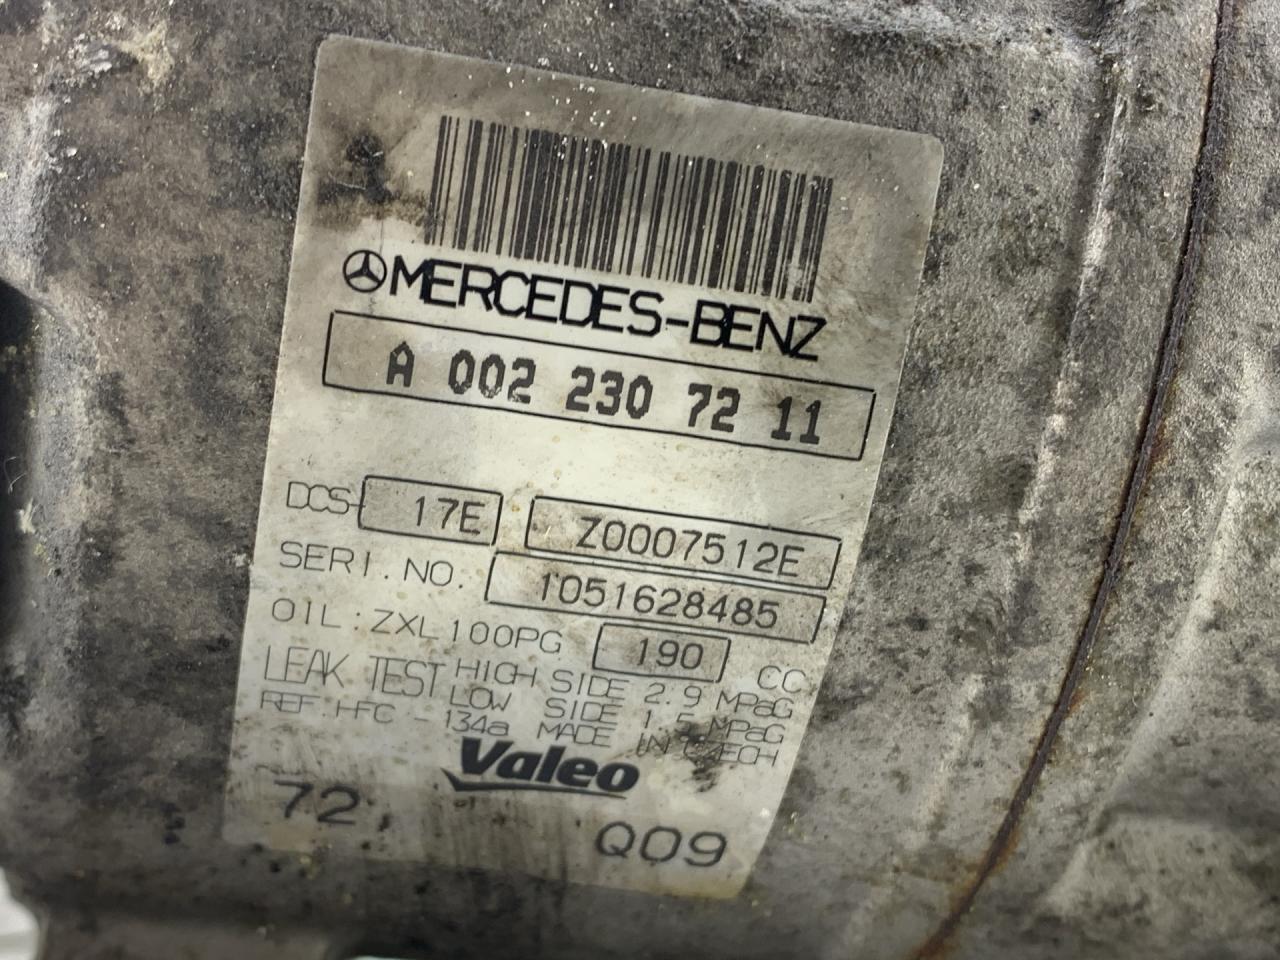 MERCEDES-BENZ
A 002 230 72 11
DCS- 17E Z0007512E
SERI.NO. 1051628485
OIL:ZXL100PG 190 CC
LEAK TEST HIGH SIDE 2.9 MPaG
LOW SIDE 1.5 MPaG
REF.HFC-134a MADE IN CZECH
Valeo
72
Q09